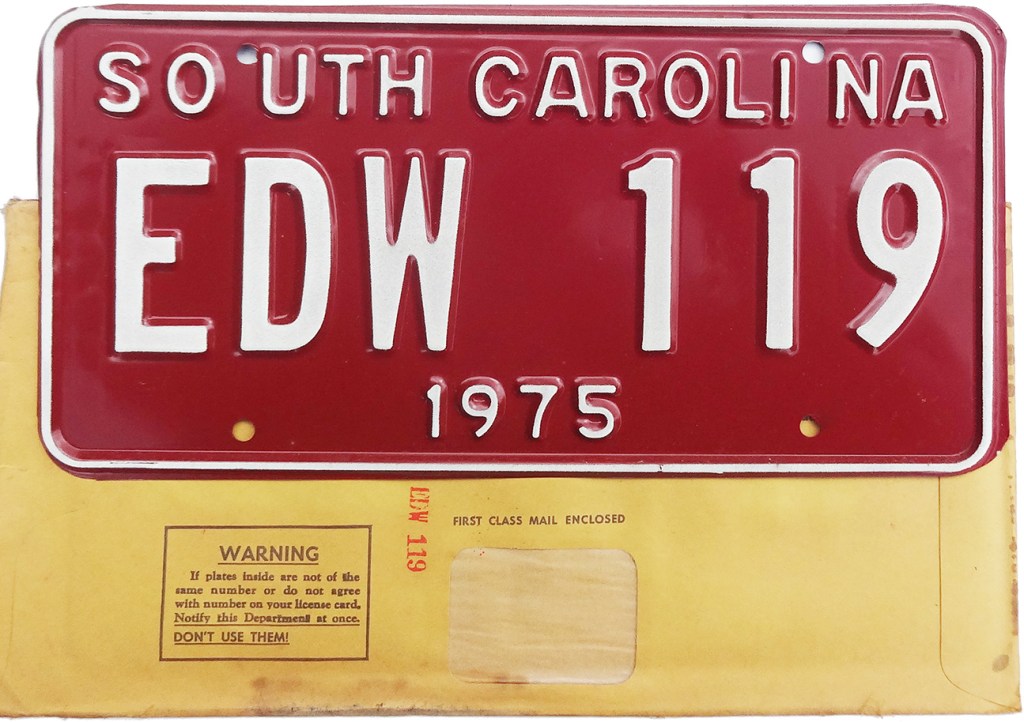 SOUTH CAROLINA
EDW 119
1975
EDW 119
FIRST CLASS MAIL ENCLOSED
WARNING
If plates inside are not of the
same number or do not agree
with number on your license card,
Notify this Department at once.
DON'T USE THEM!